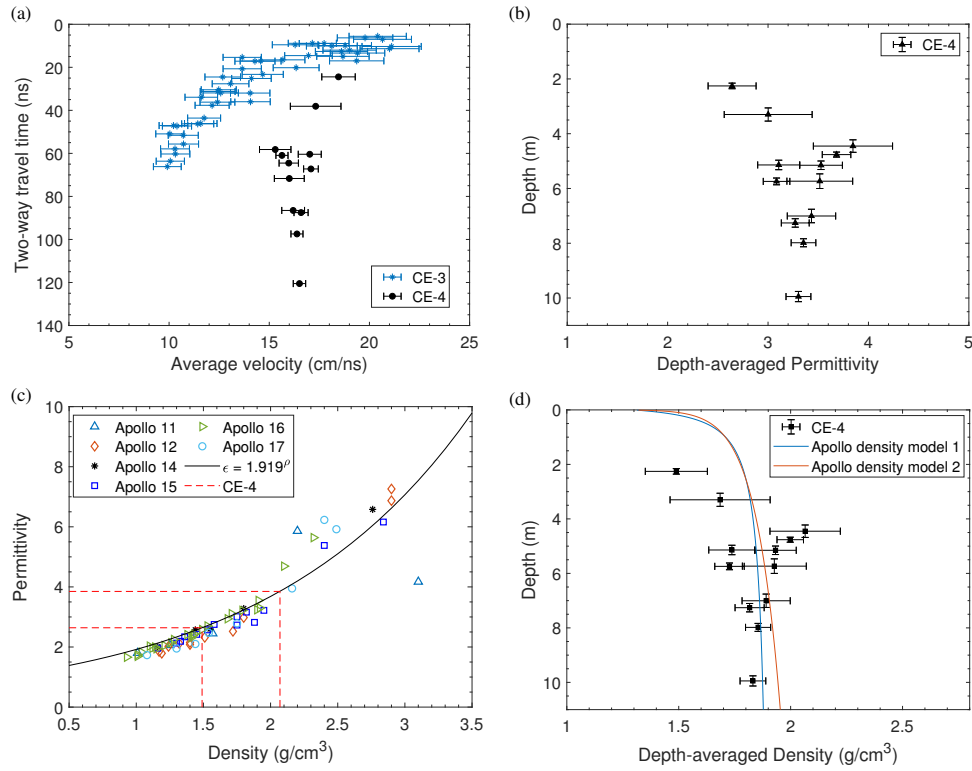 (a)
0
20
40
60
80
100
120
140
Two-way travel time (ns)
CE-3
CE-4
5
10
15
20
25
Average velocity (cm/ns)
(b)
0
2
4
6
8
10
Depth (m)
CE-4
1
2
3
4
5
Depth-averaged Permittivity
(c)
10
8
6
4
2
0
Permittivity
Apollo 11
Apollo 12
Apollo 14
Apollo 15
Apollo 16
Apollo 17
ϵ = 1.919^ρ
CE-4
0.5
1
1.5
2
2.5
3
3.5
Density (g/cm³)
(d)
0
2
4
6
8
10
Depth (m)
CE-4
Apollo density model 1
Apollo density model 2
1
1.5
2
2.5
Depth-averaged Density (g/cm³)